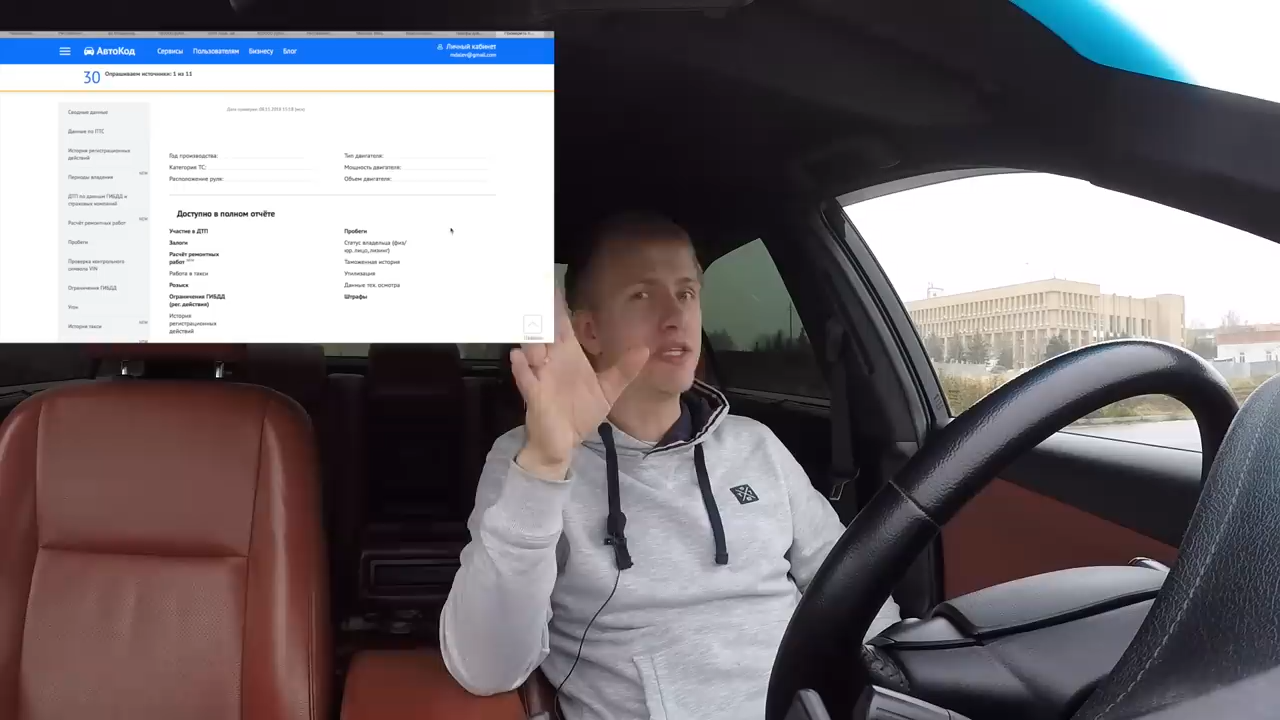 АвтоКод
Сервисы Пользователям Бизнесу Блог
Личный кабинет
mdalex@gmail.com
30 Опрашиваем источники: 1 из 11
Сводные данные
Данные по ПТС
История регистрационных
действий
Периоды владения
ДТП по данным ГИБДД и
страховых компаний
Расчёт ремонтных работ
Пробеги
Проверка контрольного
символа VIN
Ограничения ГИБДД
Угон
История такси
Год производства:
Категория ТС:
Расположение руля:
Тип двигателя:
Мощность двигателя:
Объем двигателя:
Доступно в полном отчёте
Участие в ДТП
Залоги
Расчёт ремонтных
работ
Работа в такси
Розыск
Ограничения ГИБДД
(рег. действия)
История
регистрационных
действий
Пробеги
Статус владельца (физ/
юр.лицо,лизинг)
Таможенная история
Утилизация
Данные тех. осмотра
Штрафы